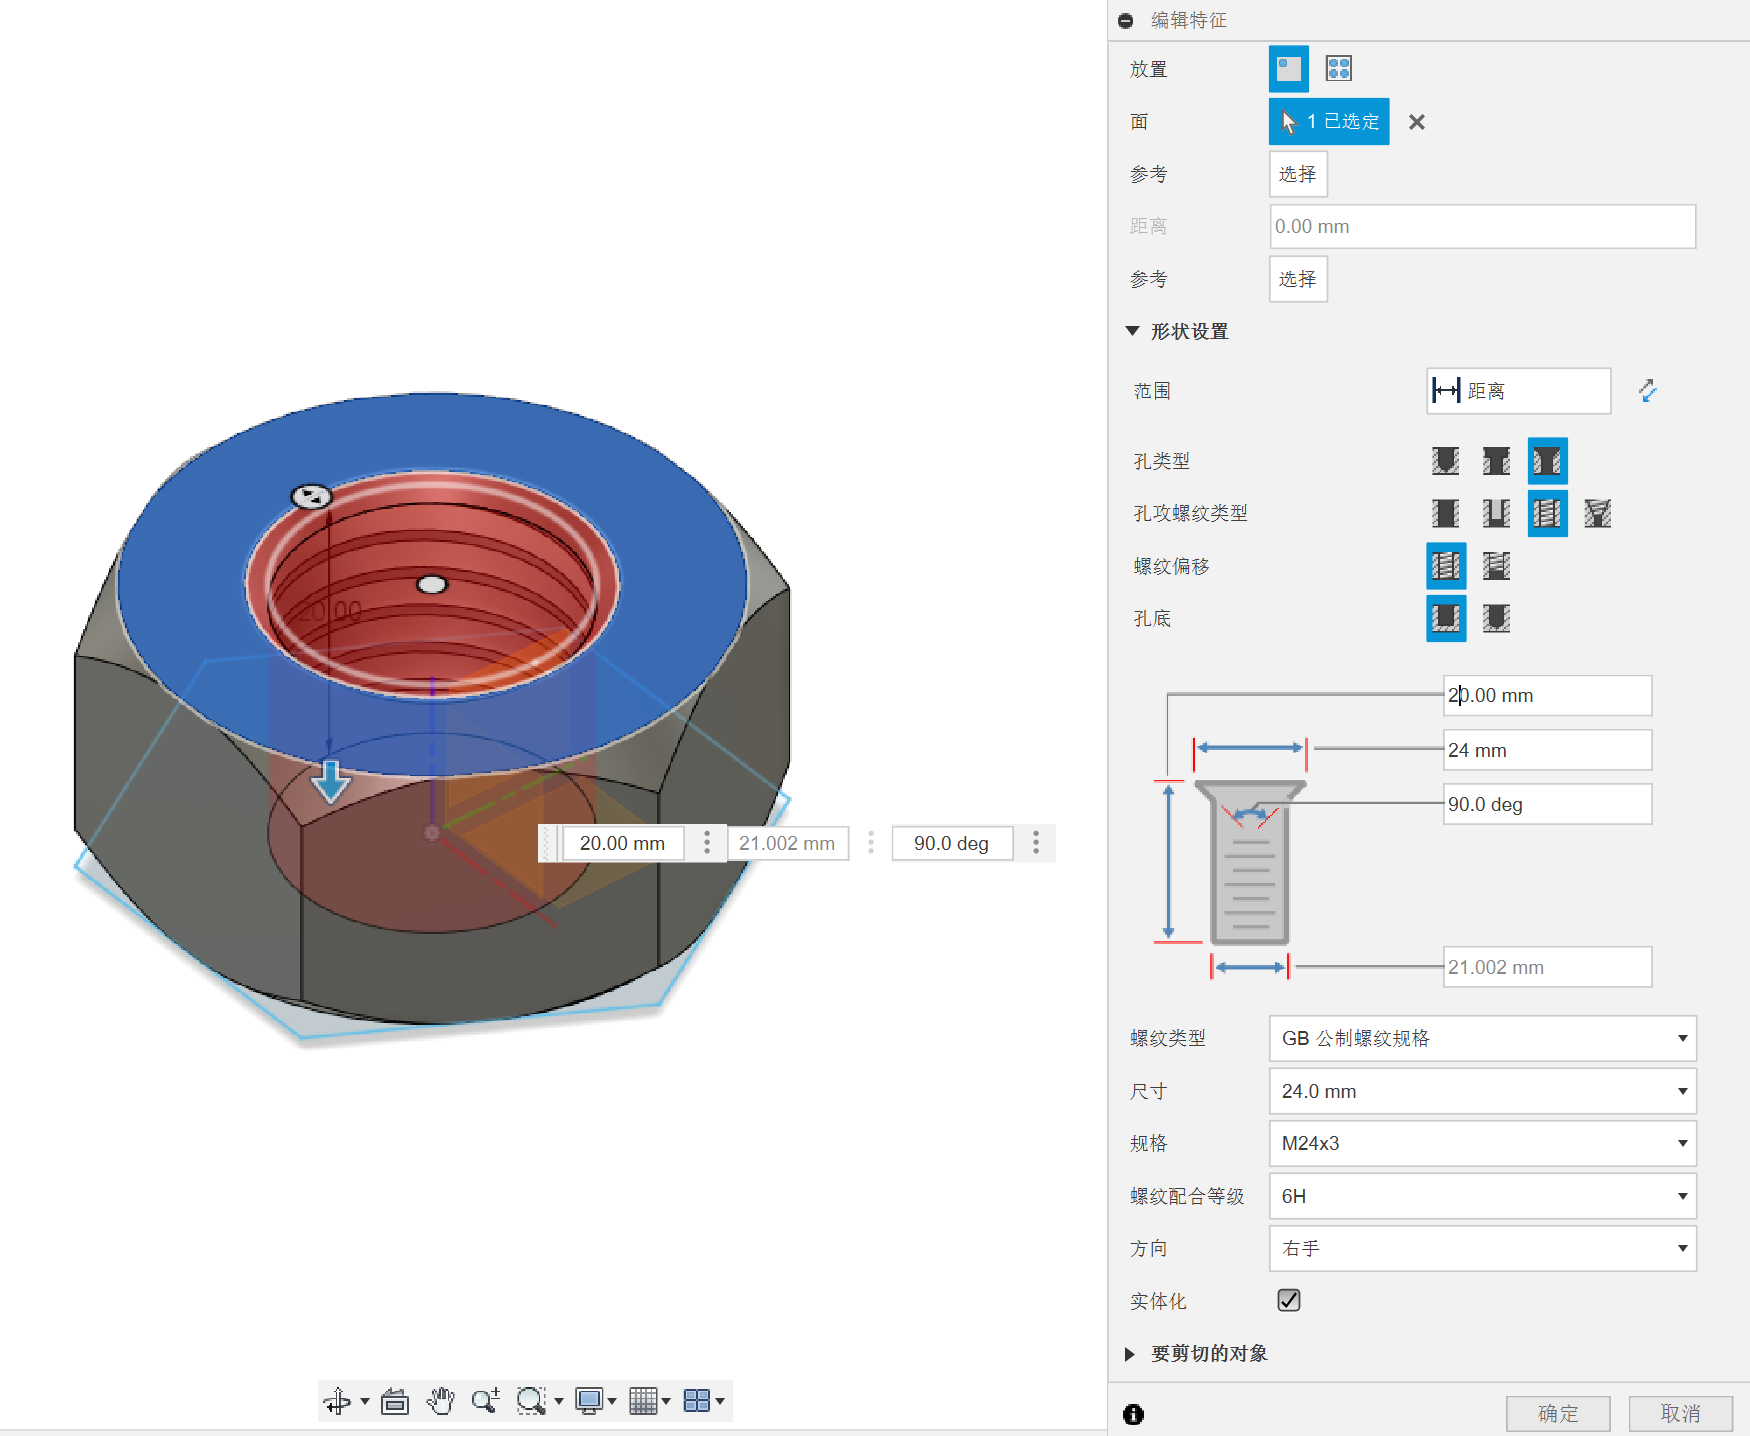 编辑特征
放置
面 1 已选定
参考 选择
距离 0.00 mm
参考 选择
形状设置
范围 距离
孔类型
孔攻螺纹类型
螺纹偏移
孔底
20.00 mm
24 mm
90.0 deg
21.002 mm
螺纹类型 GB 公制螺纹规格
尺寸 24.0 mm
规格 M24x3
螺纹配合等级 6H
方向 右手
实体化
要剪切的对象
确定 取消
20.00
20.00 mm 21.002 mm 90.0 deg